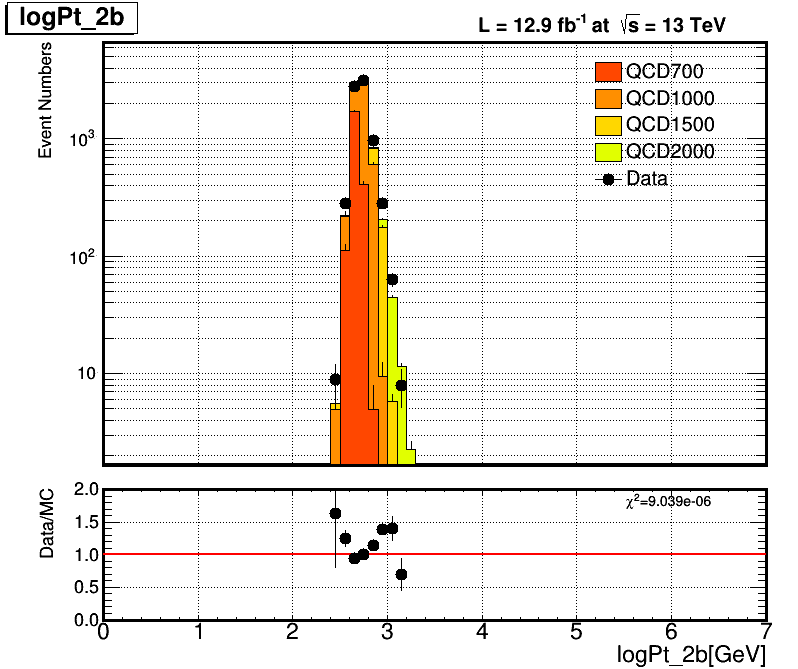 logPt_2b
L = 12.9 fb⁻¹ at √s = 13 TeV
Event Numbers
QCD700
QCD1000
QCD1500
QCD2000
Data
10³
10²
10
Data/MC
χ²=9.039e-06
2.0
1.5
1.0
0.5
0.0
0 1 2 3 4 5 6 7
logPt_2b[GeV]